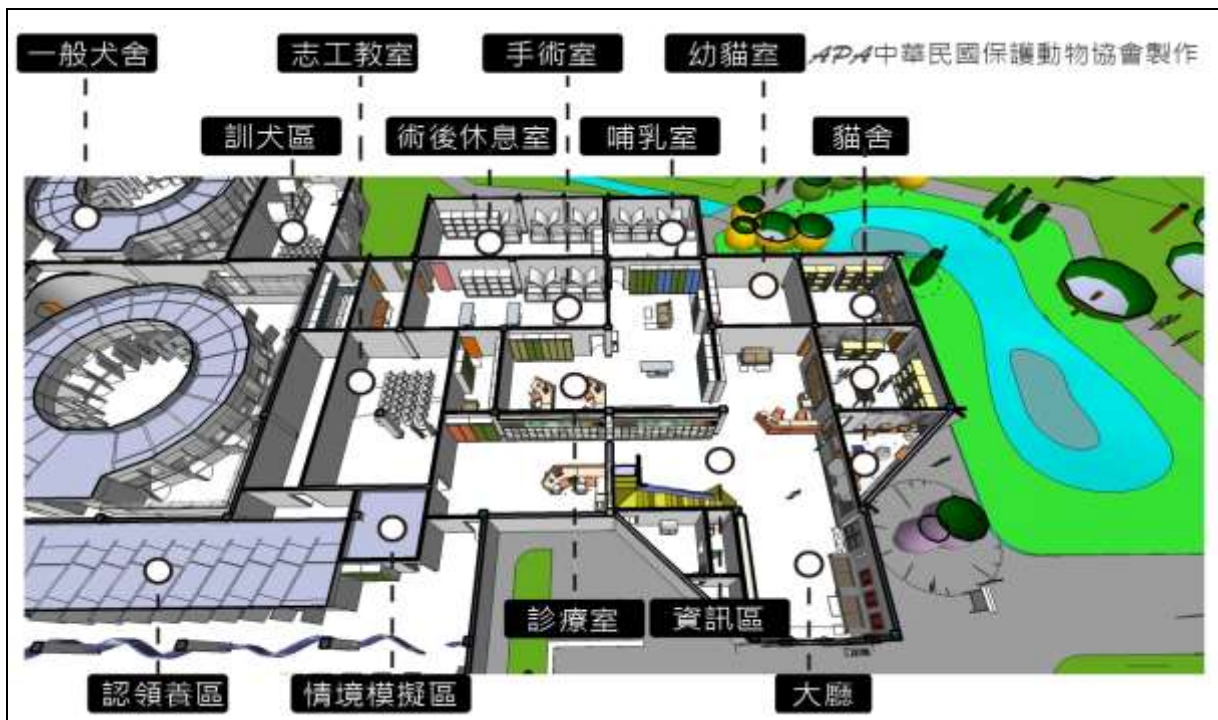 一般犬舍
志工教室
手術室
幼貓室
APA中華民國保護動物協會製作
訓犬區
術後休息室
哺乳室
貓舍
診療室
資訊區
認領養區
情境模擬區
大廳